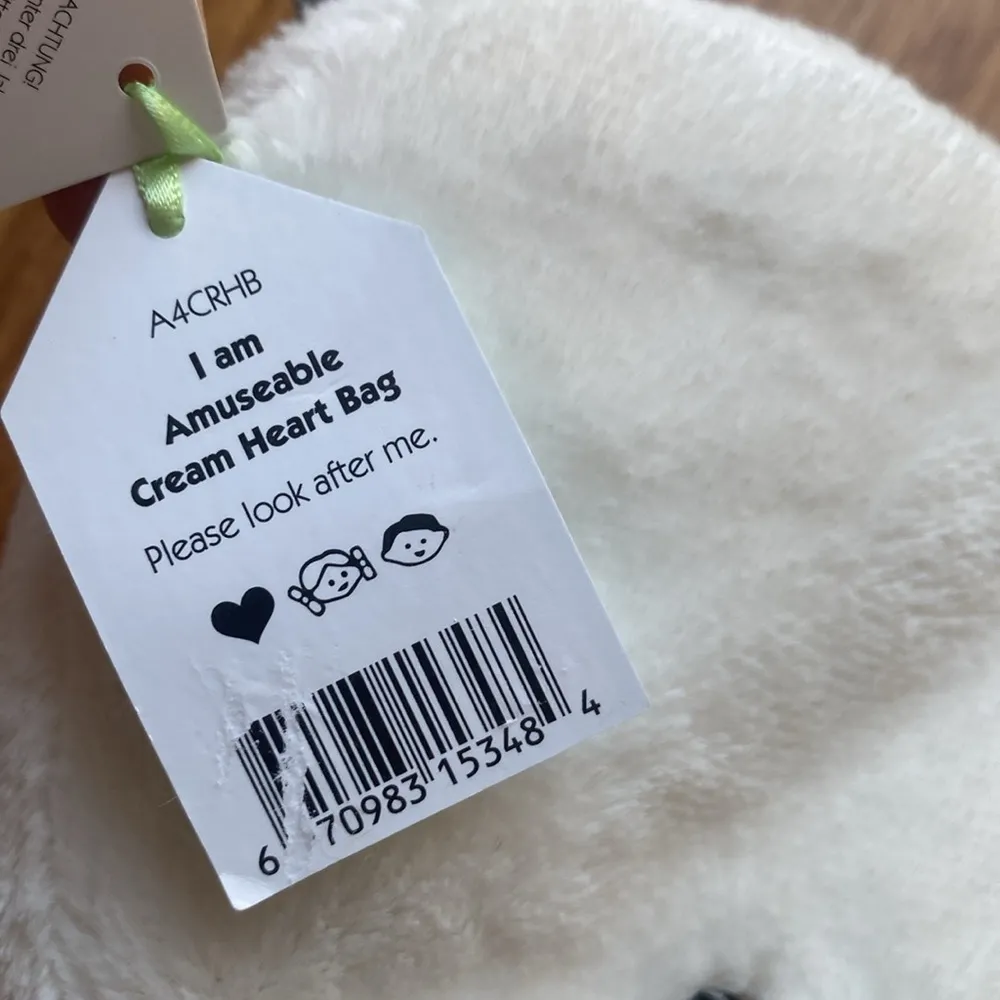 ACHTUNG!
A4CRHB
I am
Amuseable
Cream Heart Bag
Please look after me.
6 70983 15348 4